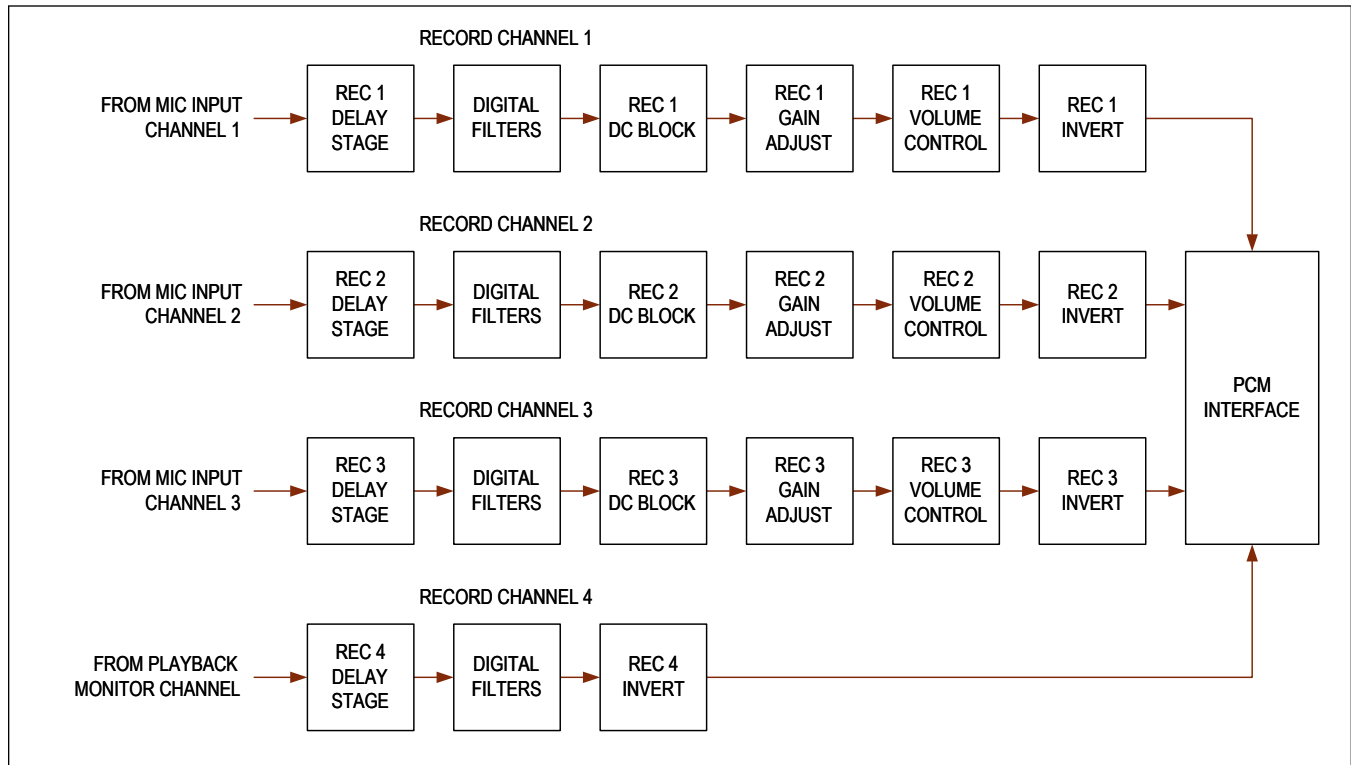 RECORD CHANNEL 1
FROM MIC INPUT
CHANNEL 1
REC 1
DELAY
STAGE
DIGITAL
FILTERS
REC 1
DC BLOCK
REC 1
GAIN
ADJUST
REC 1
VOLUME
CONTROL
REC 1
INVERT
RECORD CHANNEL 2
FROM MIC INPUT
CHANNEL 2
REC 2
DELAY
STAGE
DIGITAL
FILTERS
REC 2
DC BLOCK
REC 2
GAIN
ADJUST
REC 2
VOLUME
CONTROL
REC 2
INVERT
PCM
INTERFACE
RECORD CHANNEL 3
FROM MIC INPUT
CHANNEL 3
REC 3
DELAY
STAGE
DIGITAL
FILTERS
REC 3
DC BLOCK
REC 3
GAIN
ADJUST
REC 3
VOLUME
CONTROL
REC 3
INVERT
RECORD CHANNEL 4
FROM PLAYBACK
MONITOR CHANNEL
REC 4
DELAY
STAGE
DIGITAL
FILTERS
REC 4
INVERT